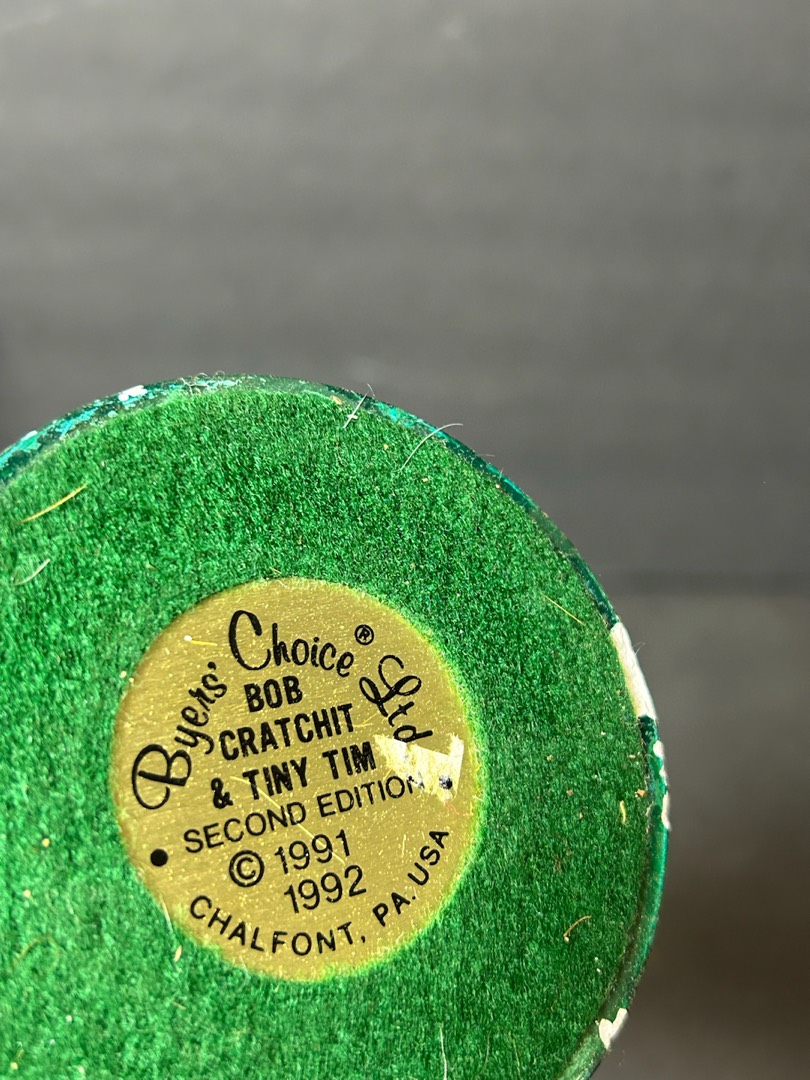 Byers' Choice® Ltd
BOB
CRATCHIT
& TINY TIM
SECOND EDITION
© 1991
1992
CHALFONT, PA. USA